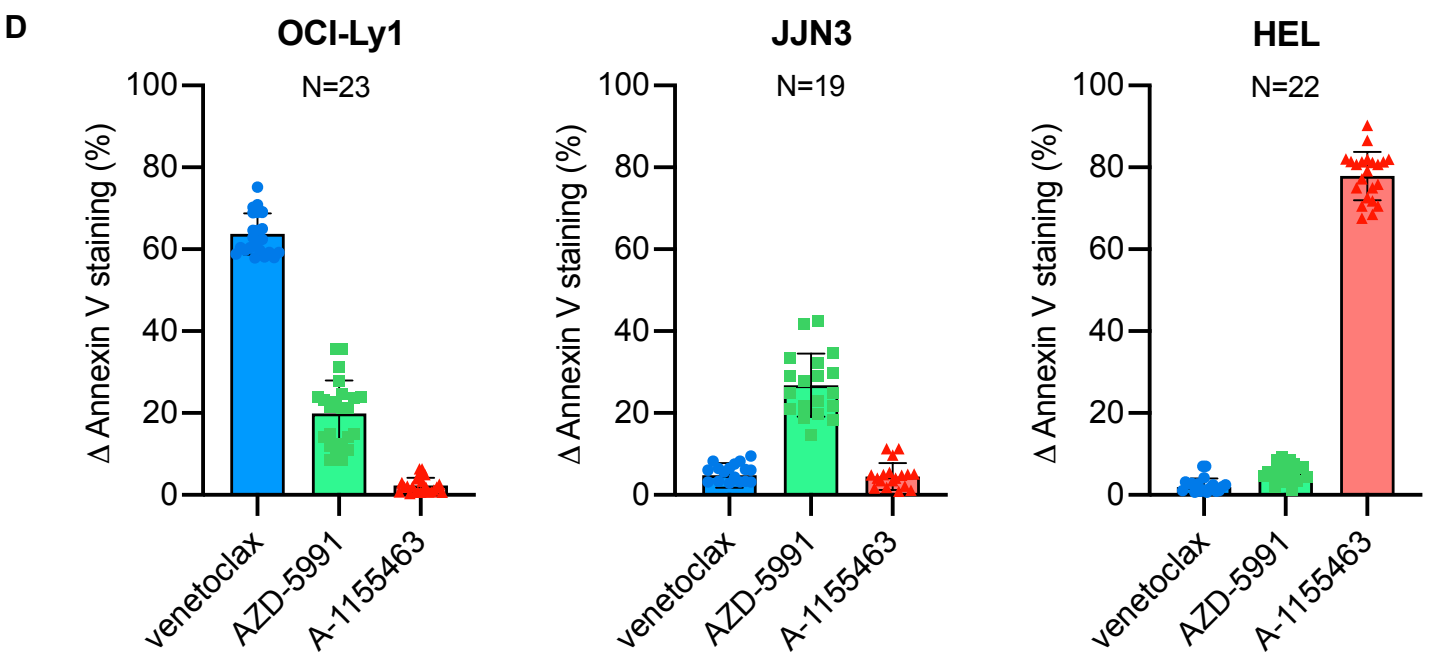 D
OCI-Ly1
N=23
Δ Annexin V staining (%)
100
80
60
40
20
0
venetoclax
AZD-5991
A-1155463
JJN3
N=19
Δ Annexin V staining (%)
100
80
60
40
20
0
venetoclax
AZD-5991
A-1155463
HEL
N=22
Δ Annexin V staining (%)
100
80
60
40
20
0
venetoclax
AZD-5991
A-1155463